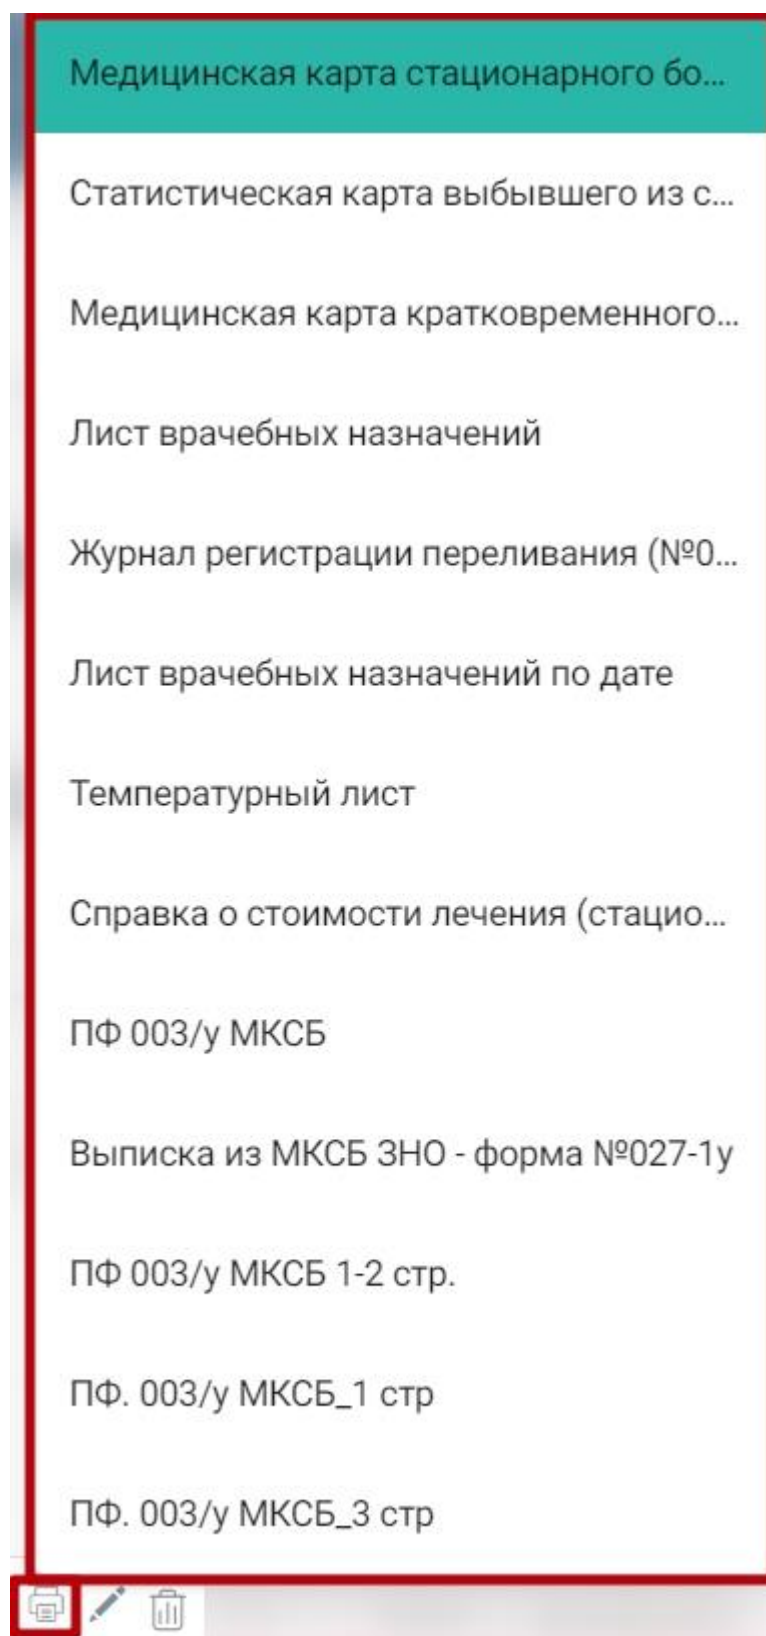 Медицинская карта стационарного бо...
Статистическая карта выбывшего из с...
Медицинская карта кратковременного...
Лист врачебных назначений
Журнал регистрации переливания (№0...
Лист врачебных назначений по дате
Температурный лист
Справка о стоимости лечения (стацио...
ПФ 003/у МКСБ
Выписка из МКСБ ЗНО - форма №027-1у
ПФ 003/у МКСБ 1-2 стр.
ПФ. 003/у МКСБ_1 стр
ПФ. 003/у МКСБ_3 стр